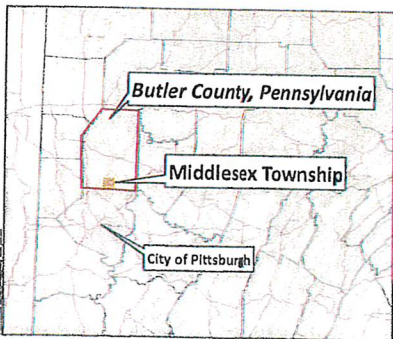 Butler County, Pennsylvania
Middlesex Township
City of Pittsburgh